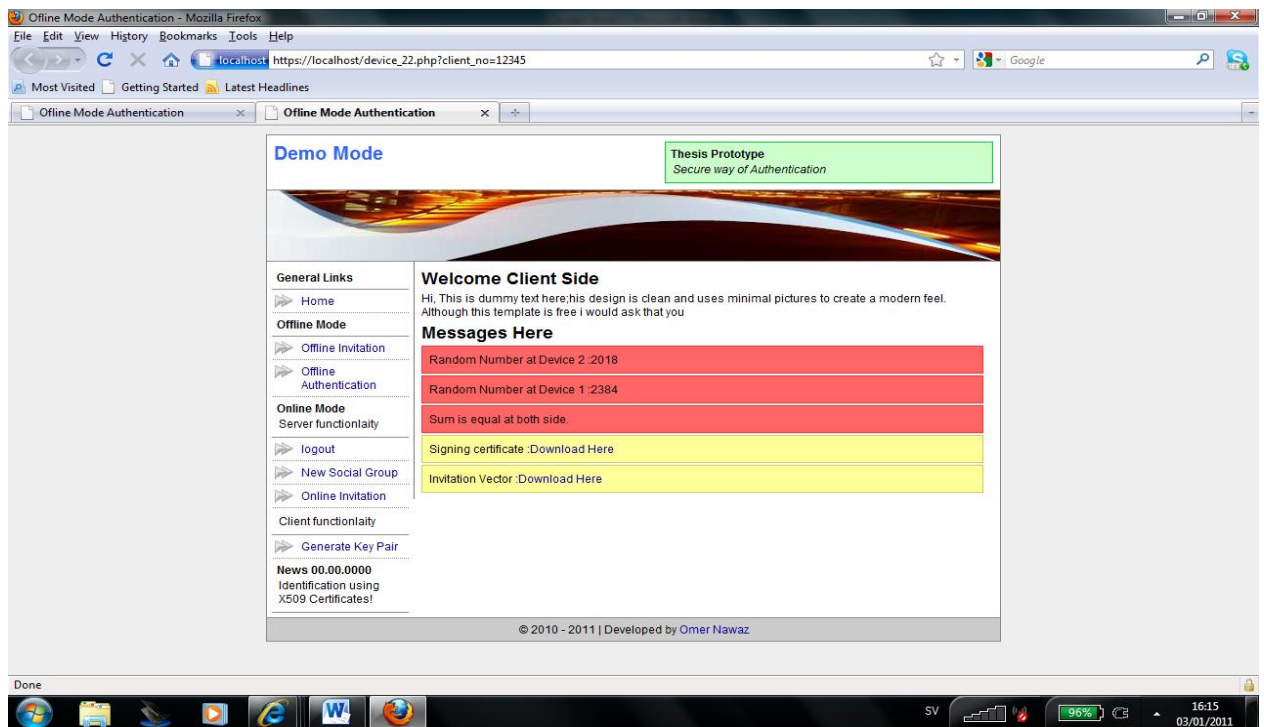 Ofline Mode Authentication - Mozilla Firefox
File Edit View History Bookmarks Tools Help
localhost https://localhost/device_22.php?client_no=12345
Google
Most Visited Getting Started Latest Headlines
Ofline Mode Authentication
Ofline Mode Authentication
Demo Mode
Thesis Prototype
Secure way of Authentication
General Links
Home
Offline Mode
Offline Invitation
Offline
Authentication
Online Mode
Server functionlaity
logout
New Social Group
Online Invitation
Client functionlaity
Generate Key Pair
News 00.00.0000
Identification using
X509 Certificates!
Welcome Client Side
Hi, This is dummy text here;his design is clean and uses minimal pictures to create a modern feel.
Although this template is free i would ask that you
Messages Here
Random Number at Device 2 :2018
Random Number at Device 1 :2384
Sum is equal at both side.
Signing certificate :Download Here
Invitation Vector :Download Here
© 2010 - 2011 | Developed by Omer Nawaz
Done
SV
96%
16:15
03/01/2011